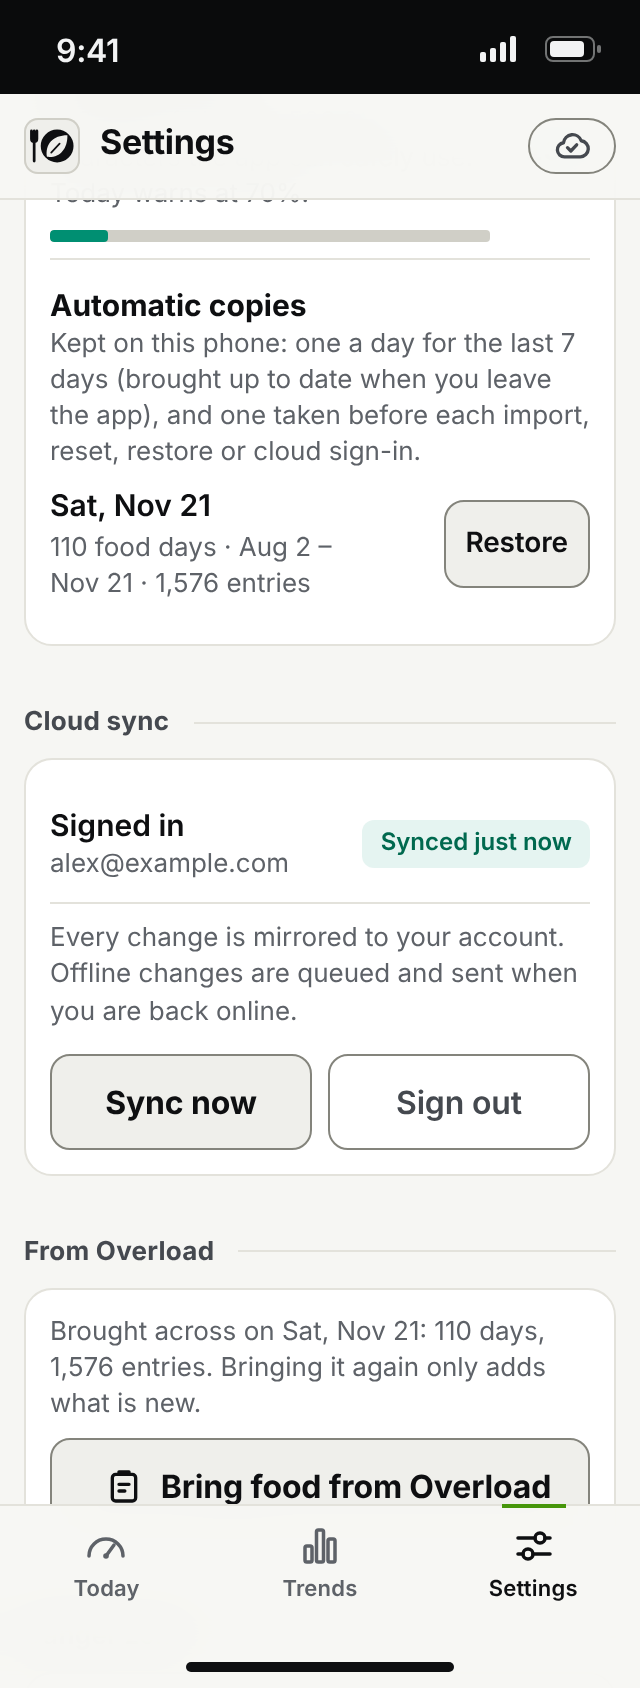 9:41
Settings
Today warns at 70%.
Automatic copies
Kept on this phone: one a day for the last 7
days (brought up to date when you leave
the app), and one taken before each import,
reset, restore or cloud sign-in.
Sat, Nov 21
110 food days · Aug 2 –
Nov 21 · 1,576 entries
Restore
Cloud sync
Signed in
alex@example.com
Synced just now
Every change is mirrored to your account.
Offline changes are queued and sent when
you are back online.
Sync now
Sign out
From Overload
Brought across on Sat, Nov 21: 110 days,
1,576 entries. Bringing it again only adds
what is new.
Bring food from Overload
Today
Trends
Settings